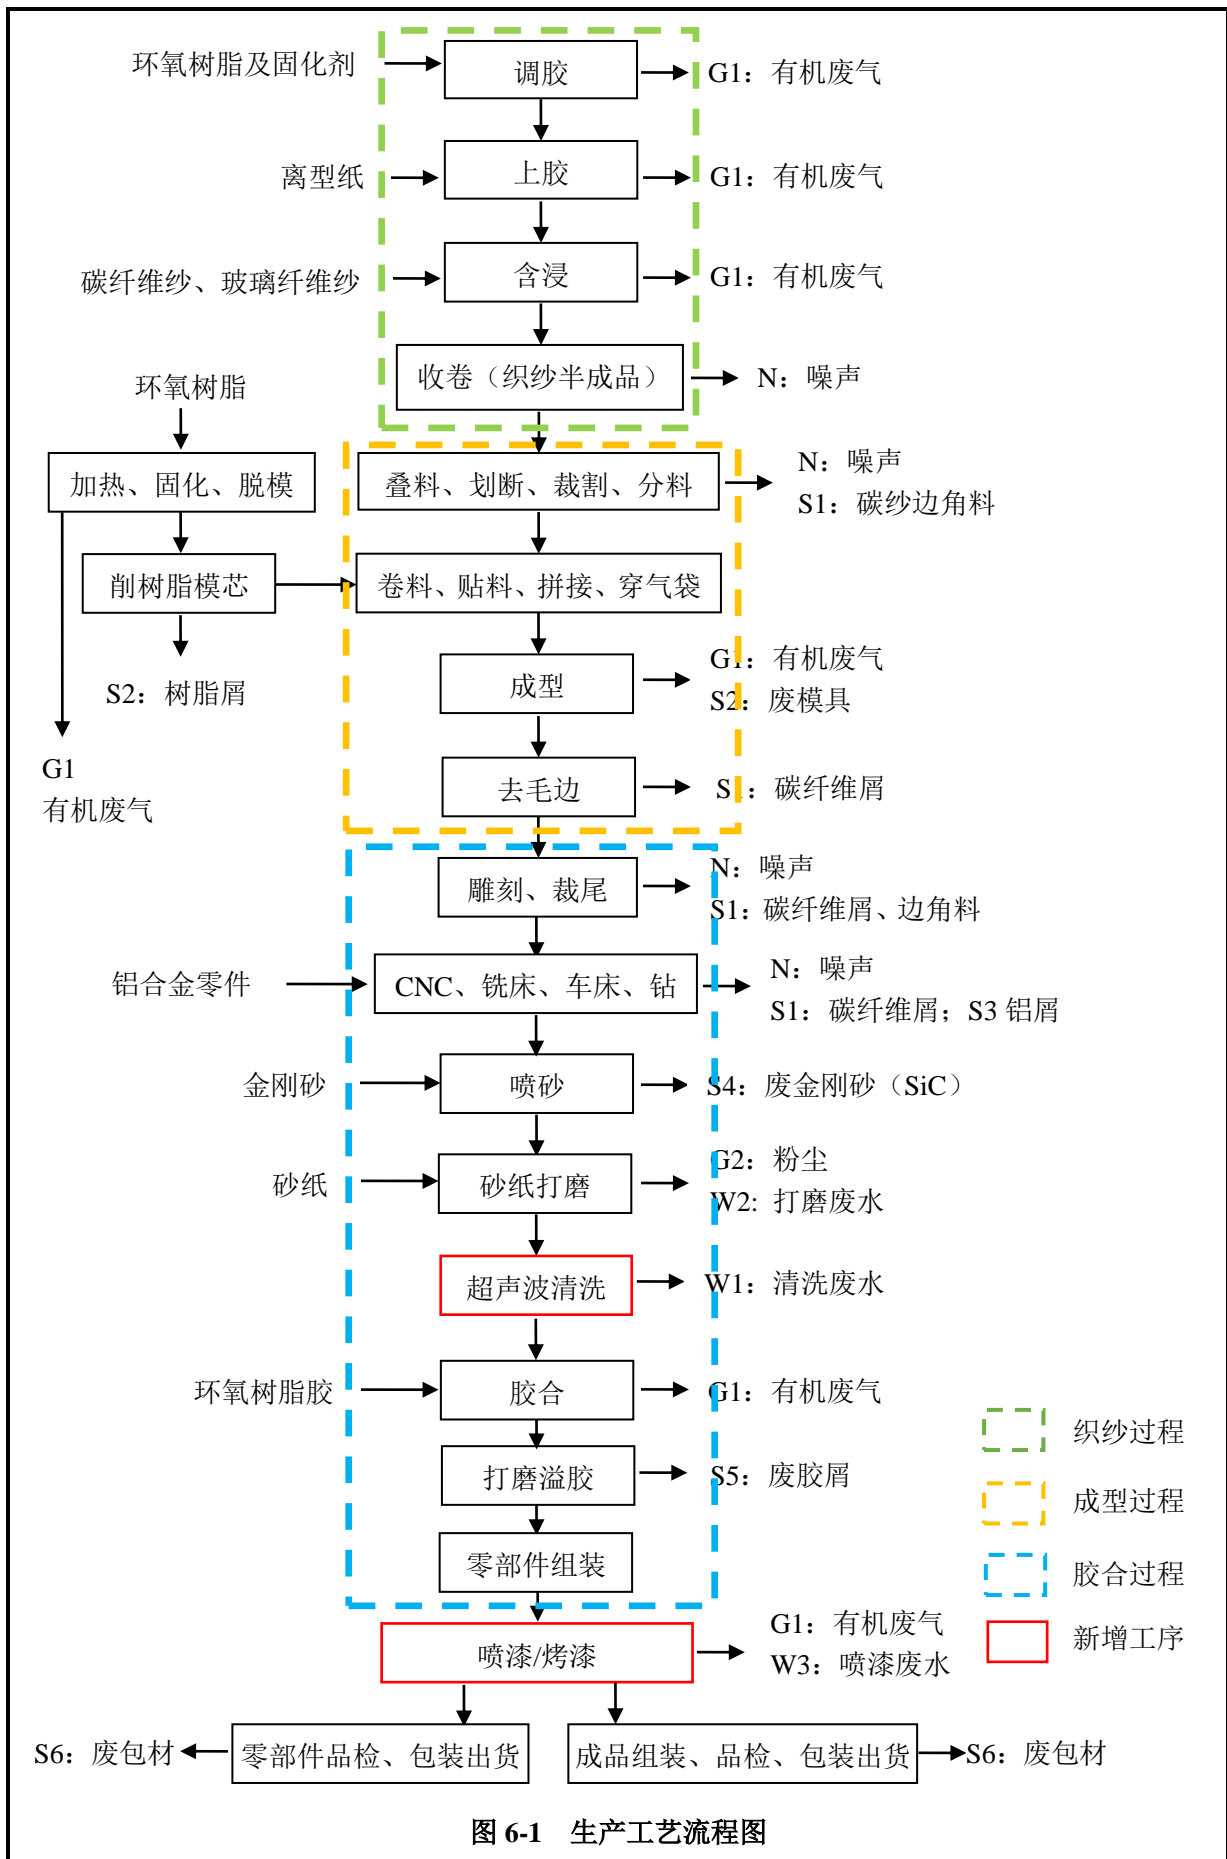 环氧树脂及固化剂
调胶
G1：有机废气
离型纸
上胶
G1：有机废气
碳纤维纱、玻璃纤维纱
含浸
G1：有机废气
收卷（织纱半成品）
N：噪声
环氧树脂
加热、固化、脱模
叠料、划断、裁割、分料
N：噪声
S1：碳纱边角料
削树脂模芯
卷料、贴料、拼接、穿气袋
S2：树脂屑
成型
G1：有机废气
S2：废模具
G1
有机废气
去毛边
S1：碳纤维屑
雕刻、裁尾
N：噪声
S1：碳纤维屑、边角料
铝合金零件
CNC、铣床、车床、钻
N：噪声
S1：碳纤维屑；S3 铝屑
金刚砂
喷砂
S4：废金刚砂（SiC）
砂纸
砂纸打磨
G2：粉尘
W2: 打磨废水
超声波清洗
W1：清洗废水
环氧树脂胶
胶合
G1：有机废气
打磨溢胶
S5：废胶屑
零部件组装
织纱过程
成型过程
胶合过程
新增工序
喷漆/烤漆
G1：有机废气
W3：喷漆废水
S6：废包材
零部件品检、包装出货
成品组装、品检、包装出货
S6：废包材
图 6-1 生产工艺流程图